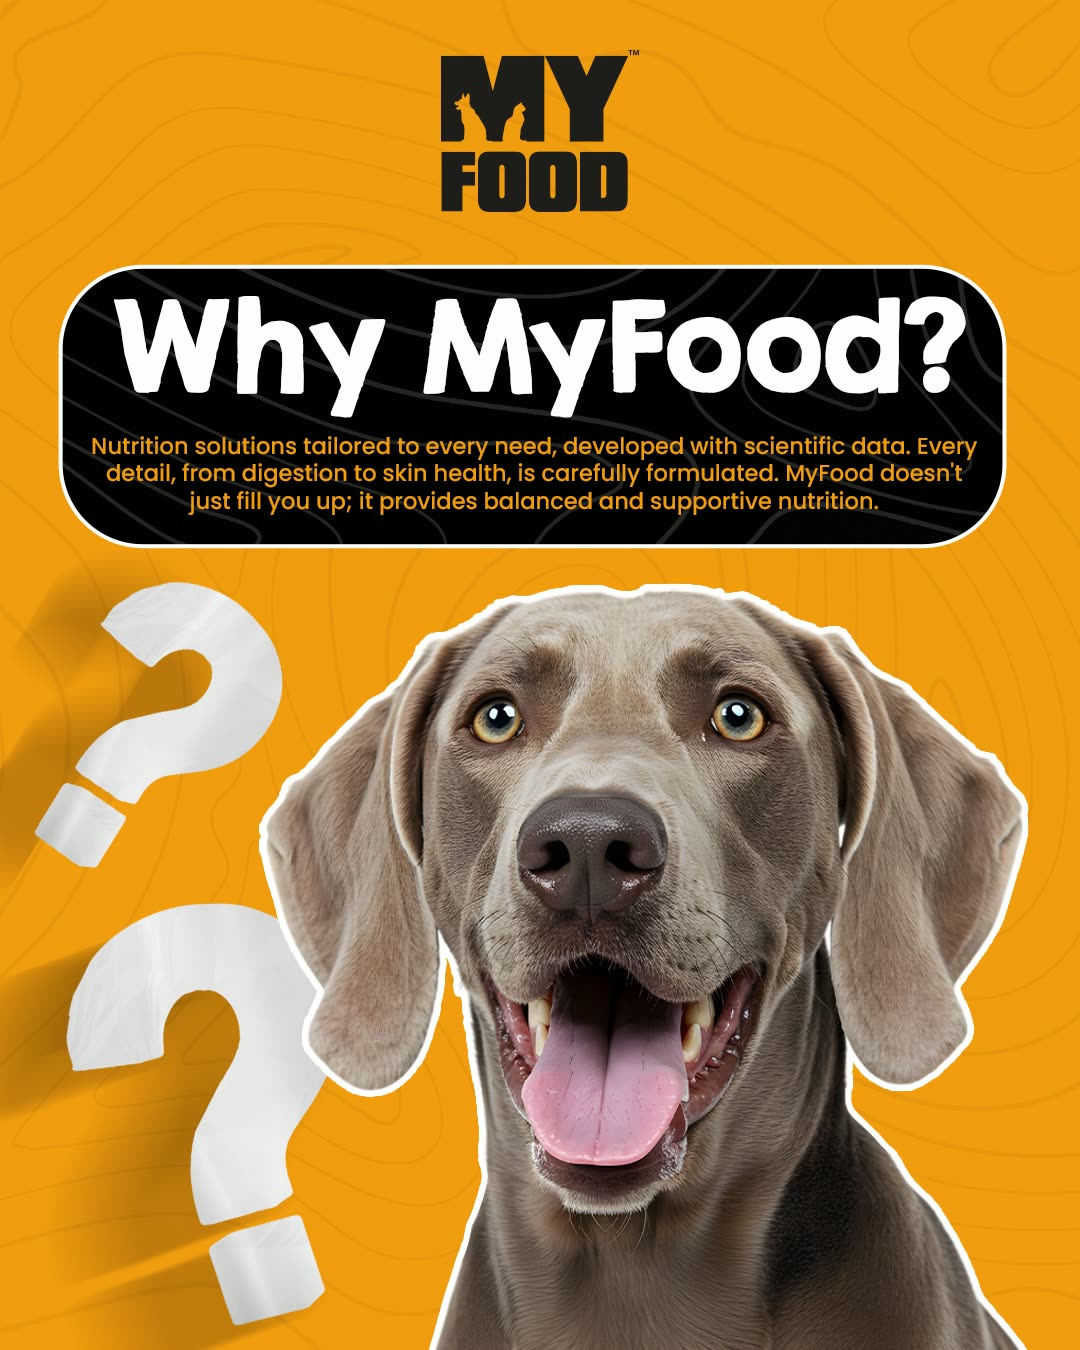 MY™
FOOD
Why MyFood?
Nutrition solutions tailored to every need, developed with scientific data. Every
detail, from digestion to skin health, is carefully formulated. MyFood doesn't
just fill you up; it provides balanced and supportive nutrition.
?
?